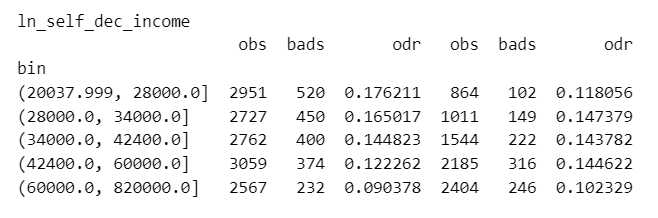 ln_self_dec_income
obs bads odr obs bads odr
bin
(20037.999, 28000.0] 2951 520 0.176211 864 102 0.118056
(28000.0, 34000.0] 2727 450 0.165017 1011 149 0.147379
(34000.0, 42400.0] 2762 400 0.144823 1544 222 0.143782
(42400.0, 60000.0] 3059 374 0.122262 2185 316 0.144622
(60000.0, 820000.0] 2567 232 0.090378 2404 246 0.102329